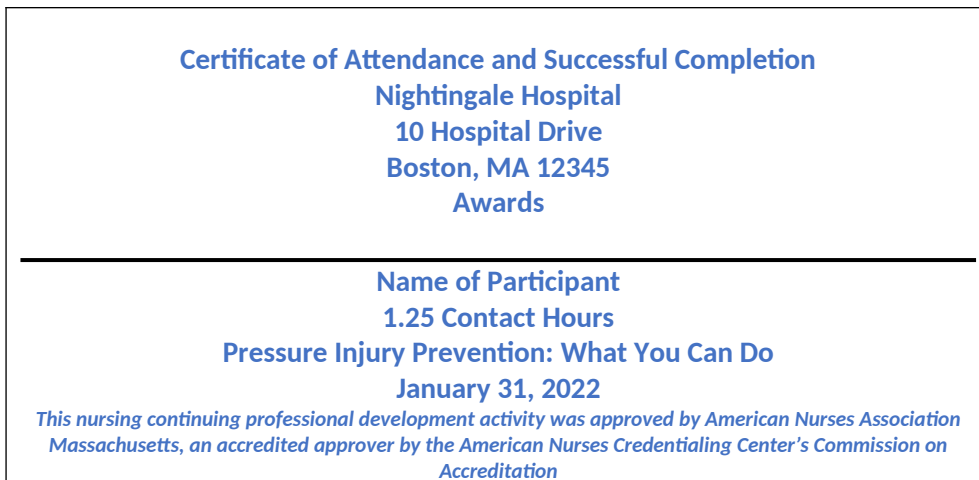 Certificate of Attendance and Successful Completion
Nightingale Hospital
10 Hospital Drive
Boston, MA 12345
Awards
Name of Participant
1.25 Contact Hours
Pressure Injury Prevention: What You Can Do
January 31, 2022
This nursing continuing professional development activity was approved by American Nurses Association
Massachusetts, an accredited approver by the American Nurses Credentialing Center’s Commission on
Accreditation